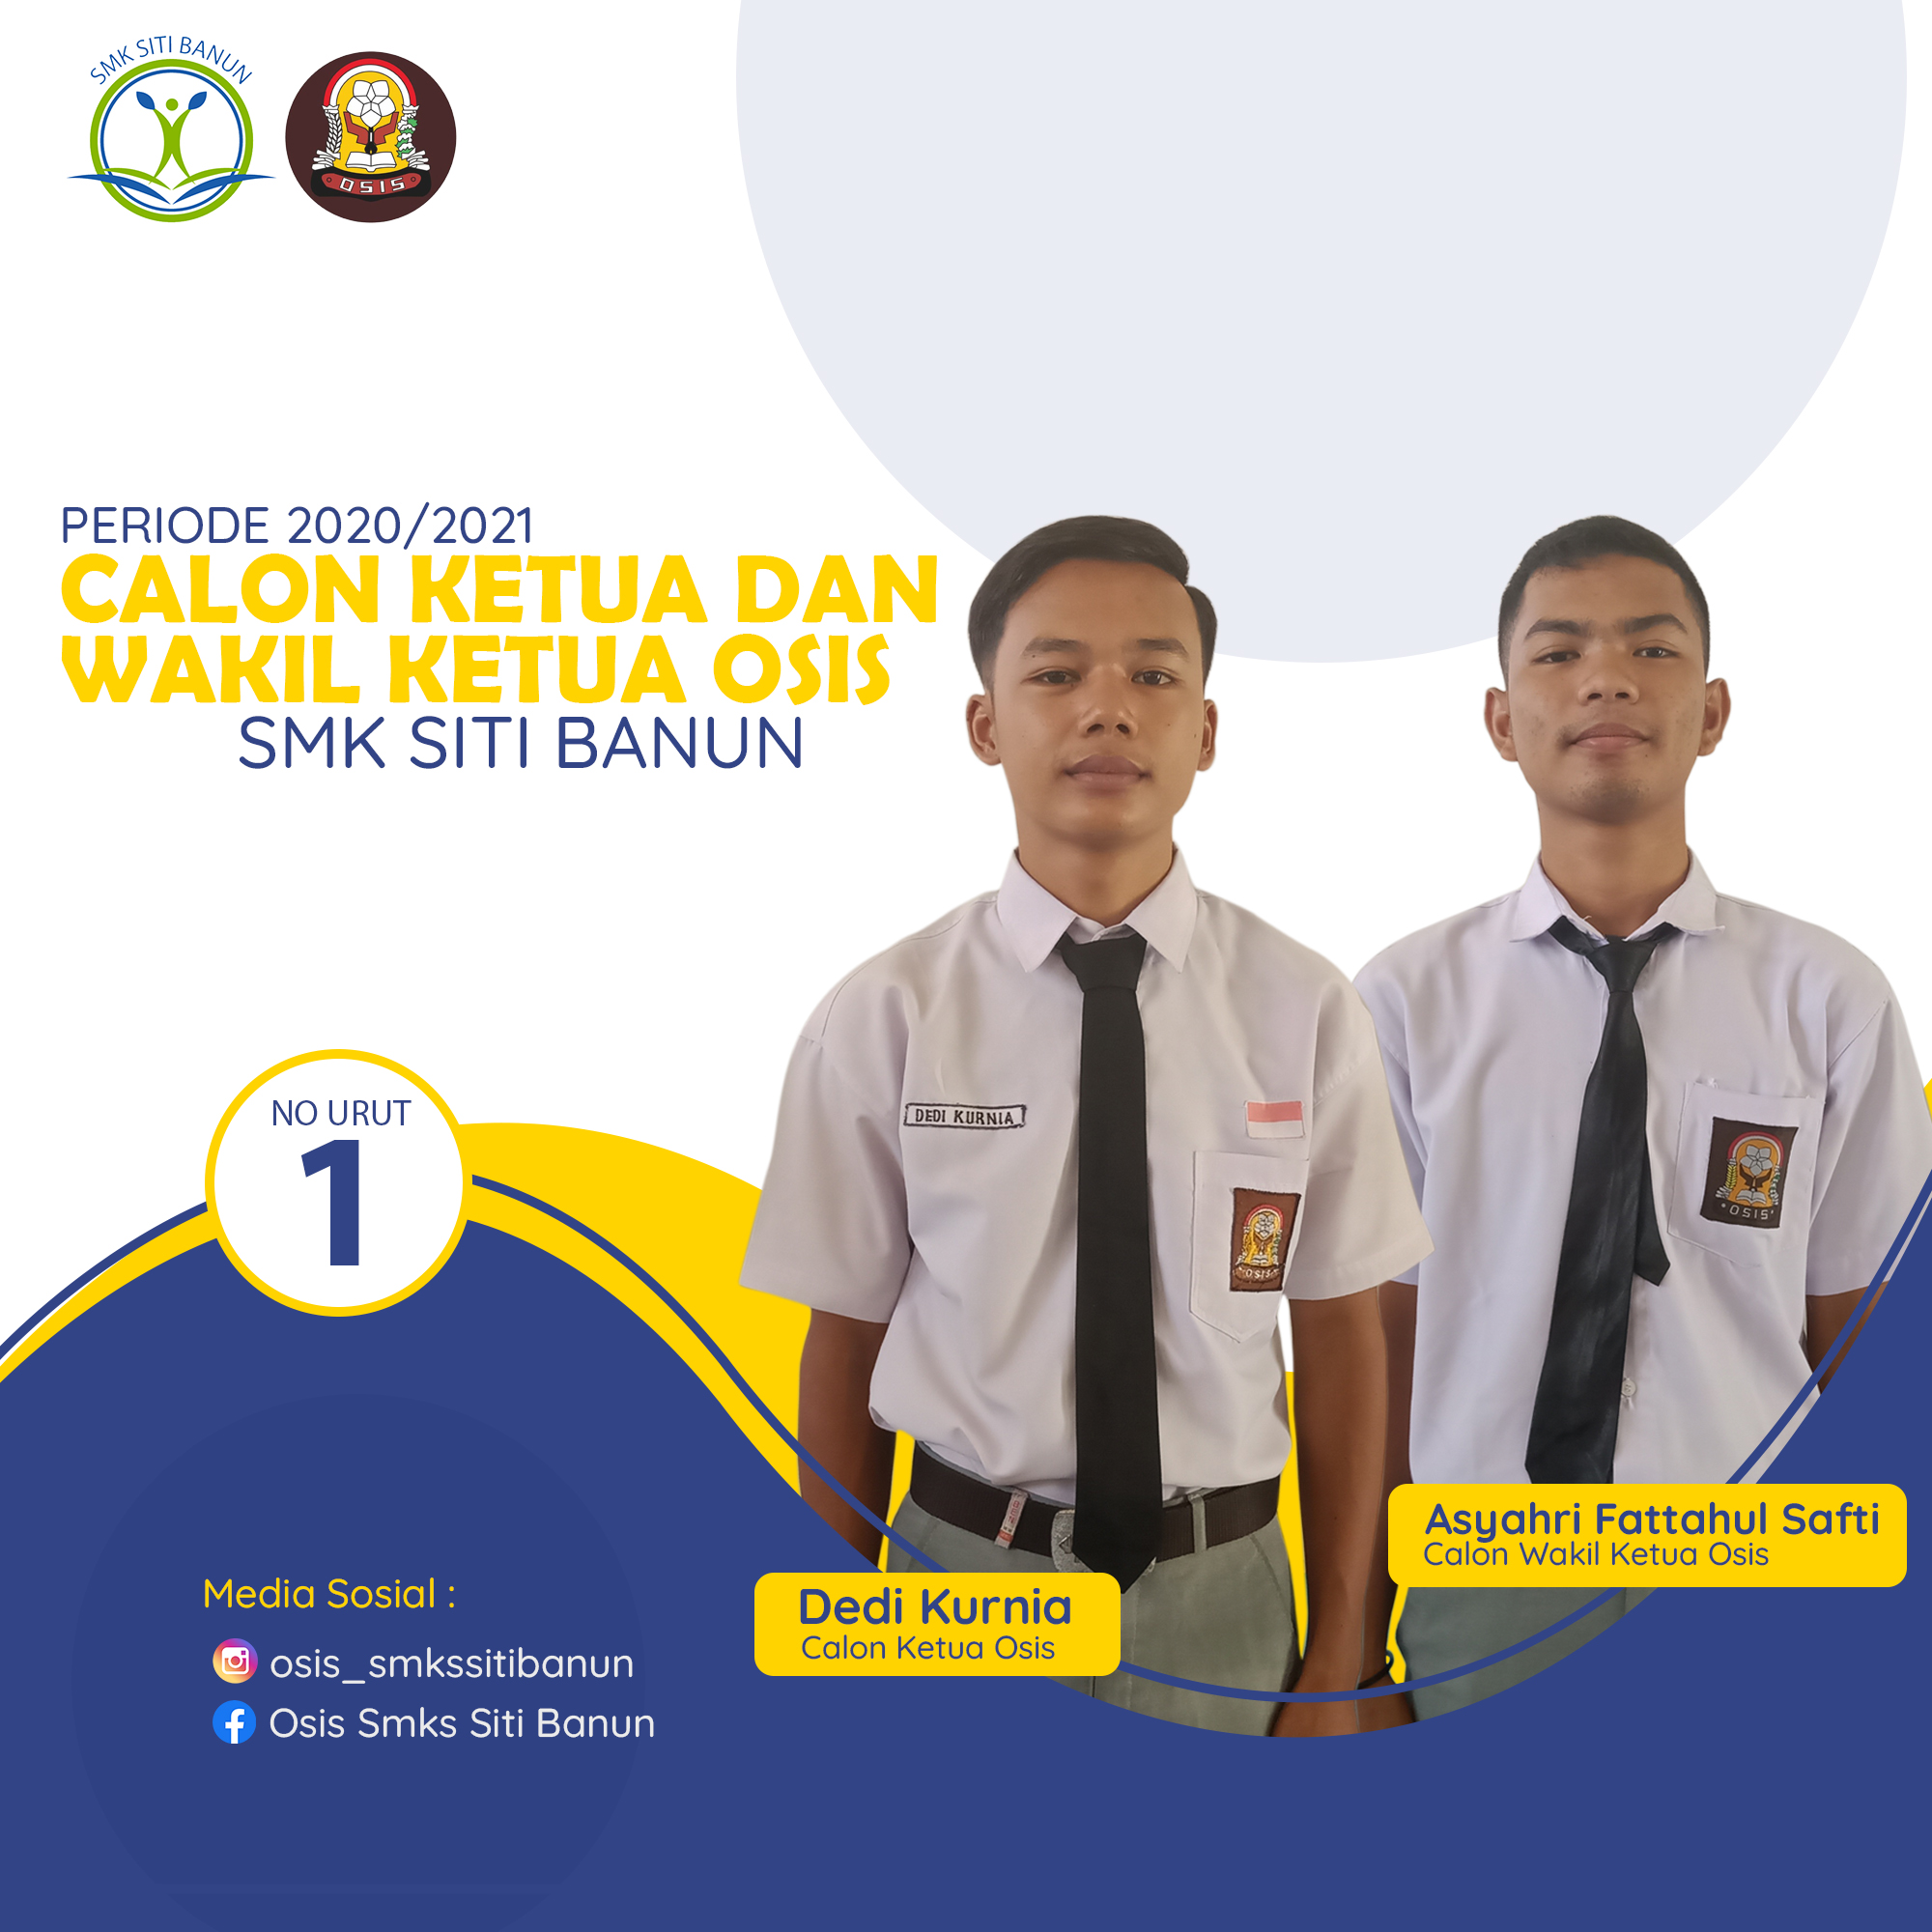 SMK SITI BANUN
OSIS
PERIODE 2020/2021
CALON KETUA DAN
WAKIL KETUA OSIS
SMK SITI BANUN
NO URUT
1
DEDI KURNIA
OSIS
OSIS
Asyahri Fattahul Safti
Calon Wakil Ketua Osis
Dedi Kurnia
Calon Ketua Osis
Media Sosial :
osis_smkssitibanun
Osis Smks Siti Banun